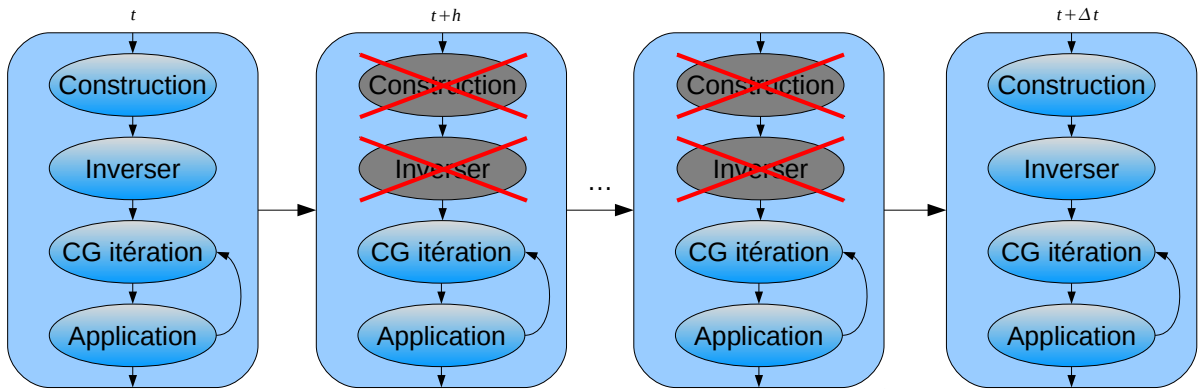 t
t+h
t+Δt
Construction
Construction
Construction
Construction
Inverser
Inverser
...
Inverser
Inverser
CG itération
CG itération
CG itération
CG itération
Application
Application
Application
Application